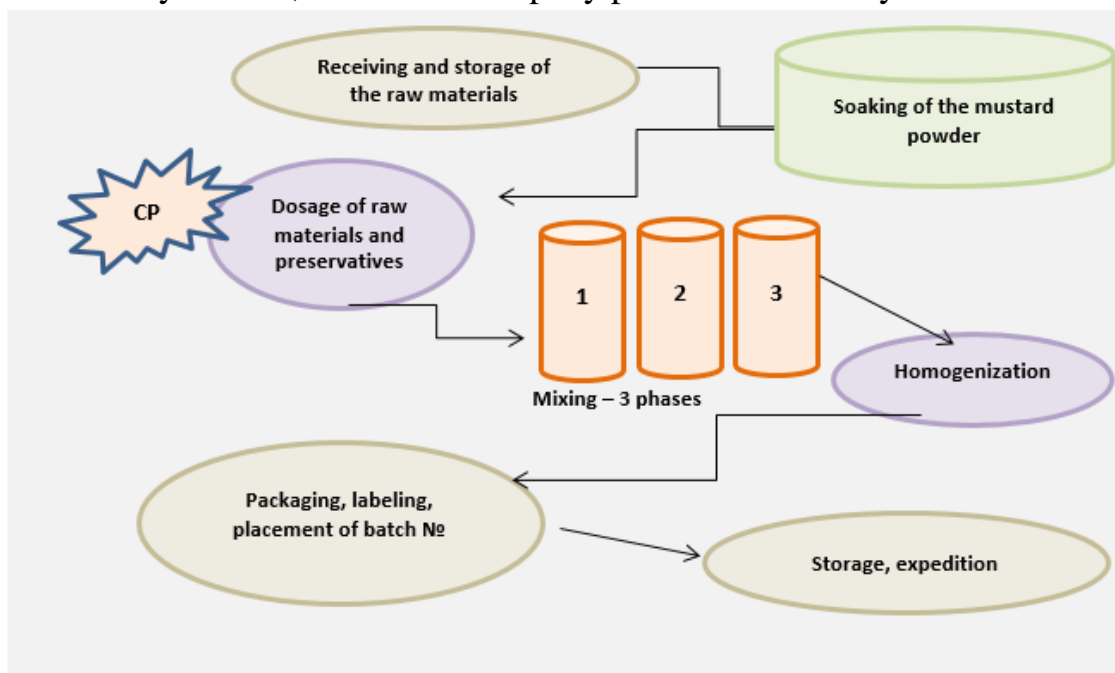 Receiving and storage of
the raw materials
Soaking of the mustard
powder
CP
Dosage of raw
materials and
preservatives
1
2
3
Mixing – 3 phases
Homogenization
Packaging, labeling,
placement of batch №
Storage, expedition